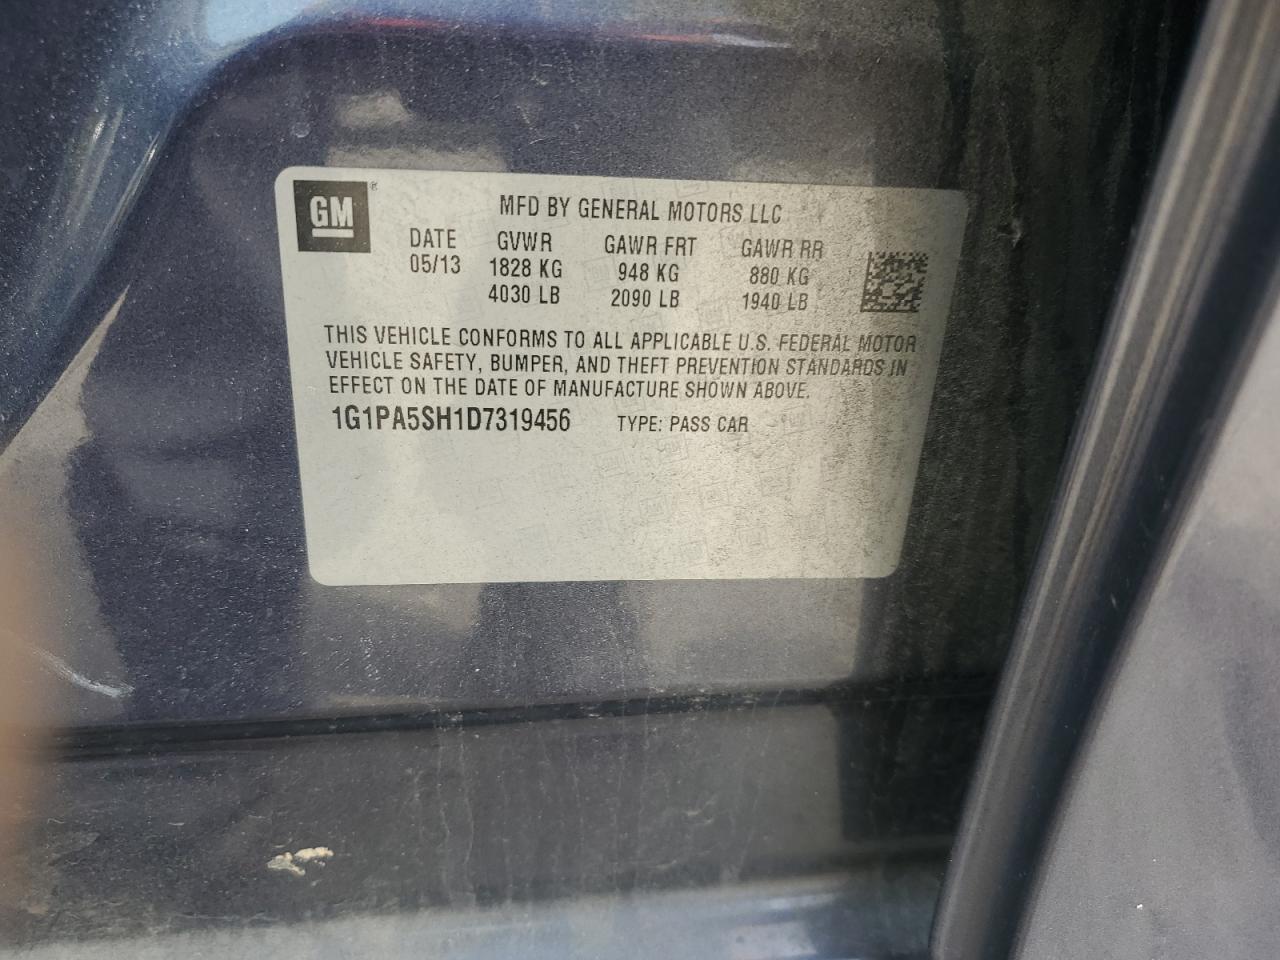 GM®
MFD BY GENERAL MOTORS LLC
DATE GVWR GAWR FRT GAWR RR
05/13 1828 KG 948 KG 880 KG
4030 LB 2090 LB 1940 LB
THIS VEHICLE CONFORMS TO ALL APPLICABLE U.S. FEDERAL MOTOR
VEHICLE SAFETY, BUMPER, AND THEFT PREVENTION STANDARDS IN
EFFECT ON THE DATE OF MANUFACTURE SHOWN ABOVE.
1G1PA5SH1D7319456 TYPE: PASS CAR